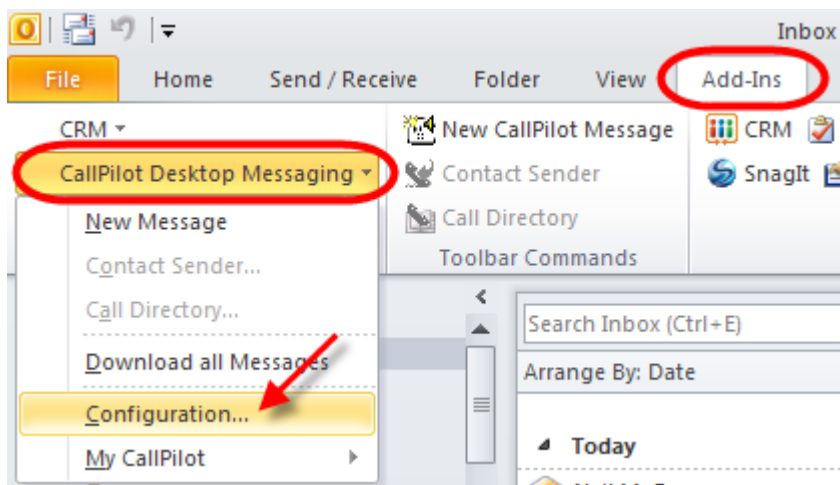 Inbox
File Home Send / Receive Folder View Add-Ins
CRM
CallPilot Desktop Messaging
New Message
Contact Sender...
Call Directory...
Download all Messages
Configuration...
My CallPilot
New CallPilot Message
Contact Sender
Call Directory
Toolbar Commands
CRM
SnagIt
Search Inbox (Ctrl+E)
Arrange By: Date
Today